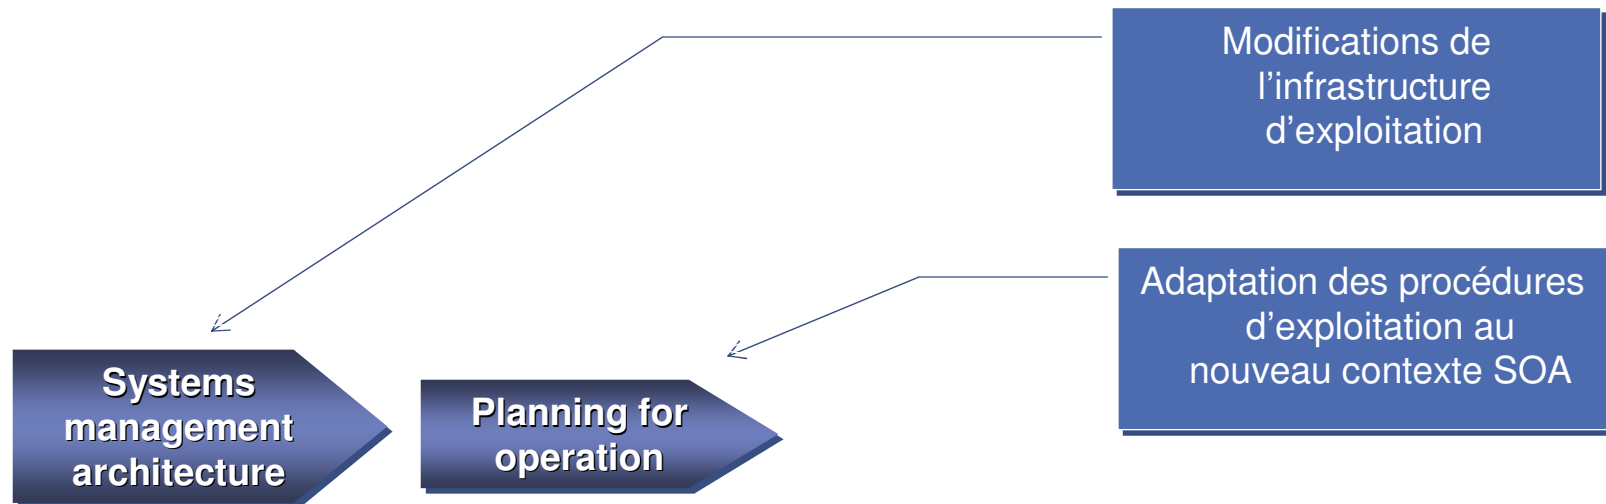 Modifications de
l’infrastructure
d’exploitation
Adaptation des procédures
d’exploitation au
nouveau contexte SOA
Systems
management
architecture
Planning for
operation